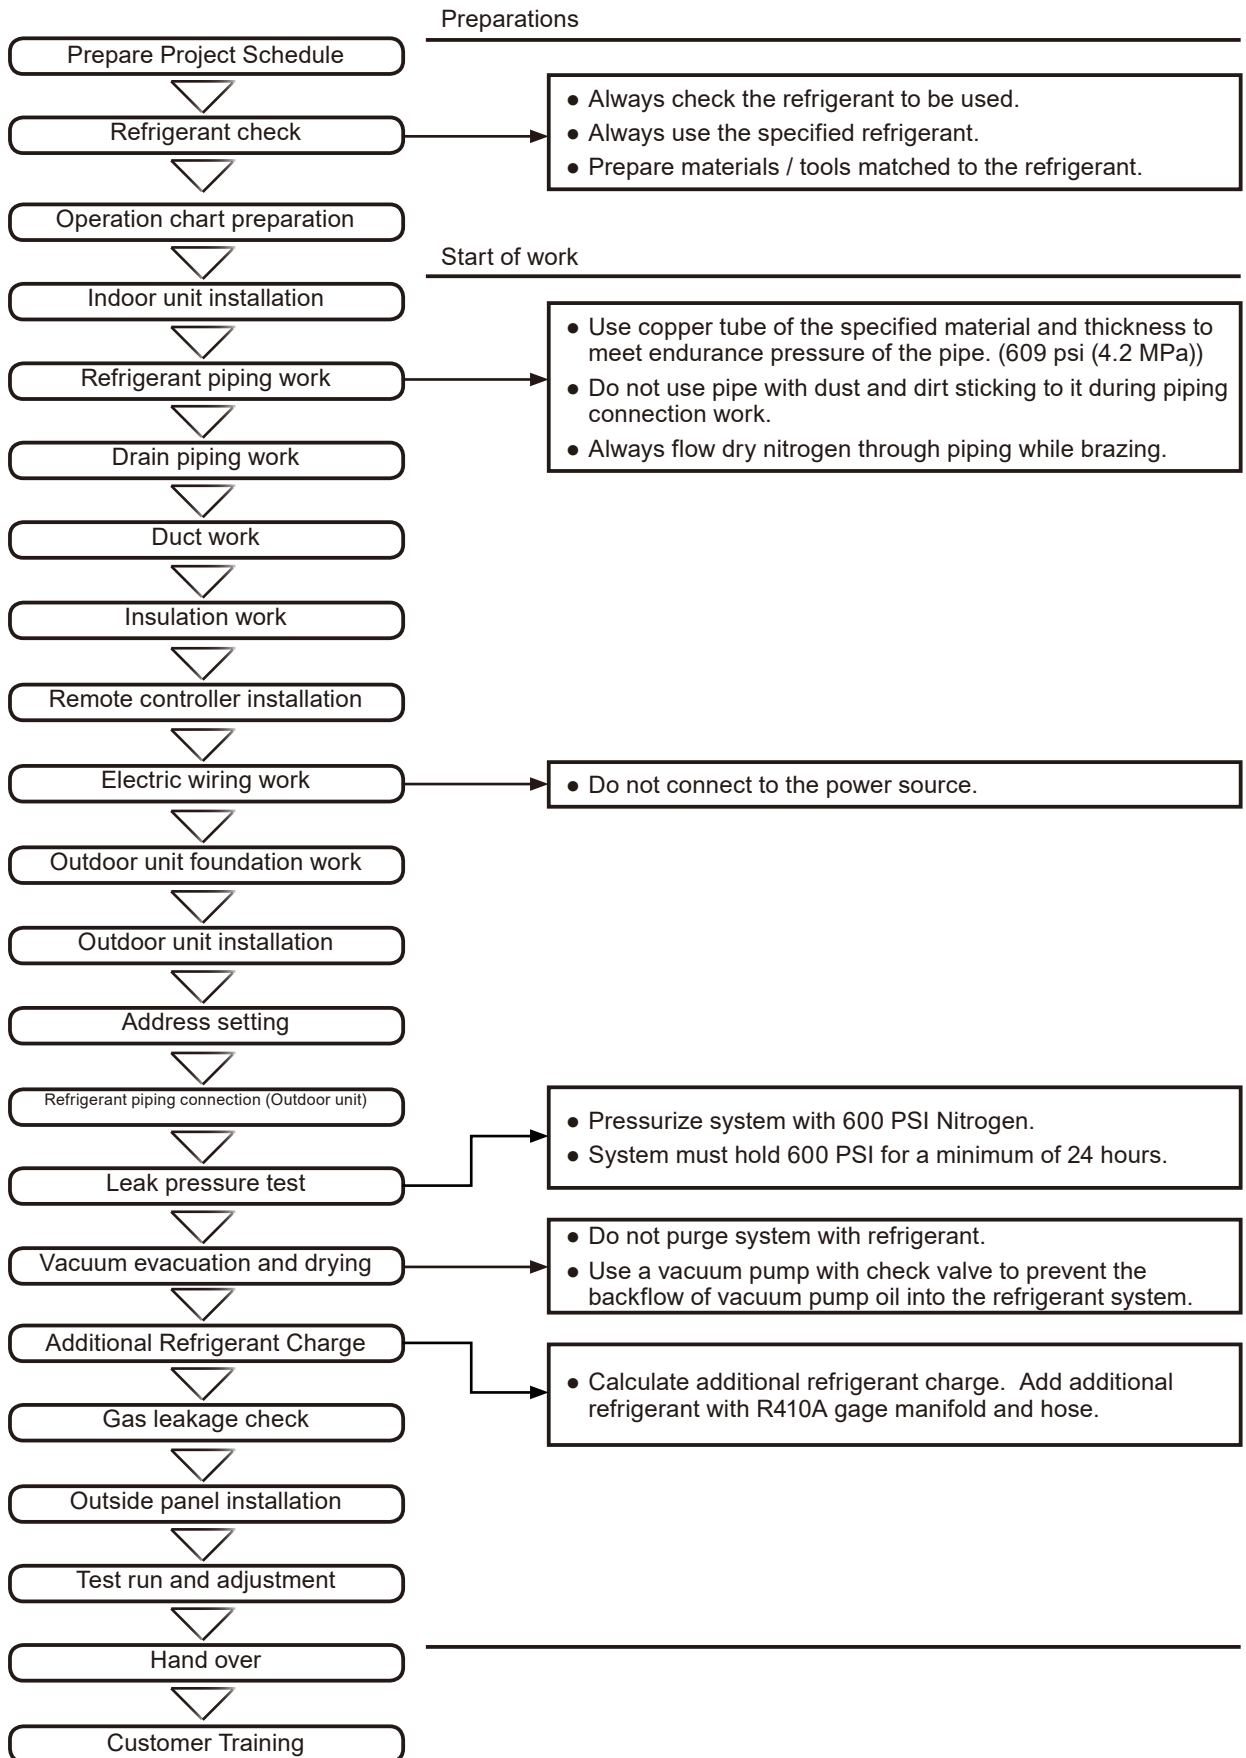 Preparations
Prepare Project Schedule
Refrigerant check
● Always check the refrigerant to be used.
● Always use the specified refrigerant.
● Prepare materials / tools matched to the refrigerant.
Operation chart preparation
Start of work
Indoor unit installation
Refrigerant piping work
● Use copper tube of the specified material and thickness to
meet endurance pressure of the pipe. (609 psi (4.2 MPa))
● Do not use pipe with dust and dirt sticking to it during piping
connection work.
● Always flow dry nitrogen through piping while brazing.
Drain piping work
Duct work
Insulation work
Remote controller installation
Electric wiring work
● Do not connect to the power source.
Outdoor unit foundation work
Outdoor unit installation
Address setting
Refrigerant piping connection (Outdoor unit)
Leak pressure test
● Pressurize system with 600 PSI Nitrogen.
● System must hold 600 PSI for a minimum of 24 hours.
Vacuum evacuation and drying
● Do not purge system with refrigerant.
● Use a vacuum pump with check valve to prevent the
backflow of vacuum pump oil into the refrigerant system.
Additional Refrigerant Charge
● Calculate additional refrigerant charge.  Add additional
refrigerant with R410A gage manifold and hose.
Gas leakage check
Outside panel installation
Test run and adjustment
Hand over
Customer Training